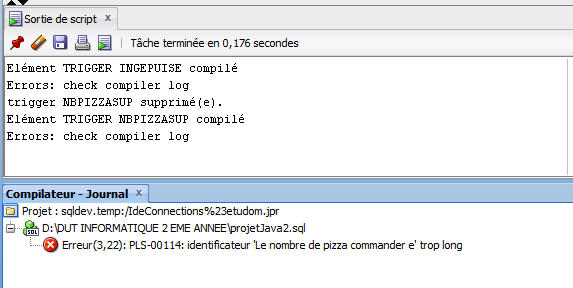 Sortie de script x
Tâche terminée en 0,176 secondes
Elément TRIGGER INGEPUISE compilé
Errors: check compiler log
trigger NBPIZZASUP supprimé(e).
Elément TRIGGER NBPIZZASUP compilé
Errors: check compiler log
Compilateur - Journal x
Projet : sqldev.temp:/IdeConnections%23etudom.jpr
D:\DUT INFORMATIQUE 2 EME ANNEE\projetJava2.sql
Erreur(3,22): PLS-00114: identificateur 'Le nombre de pizza commander e' trop long